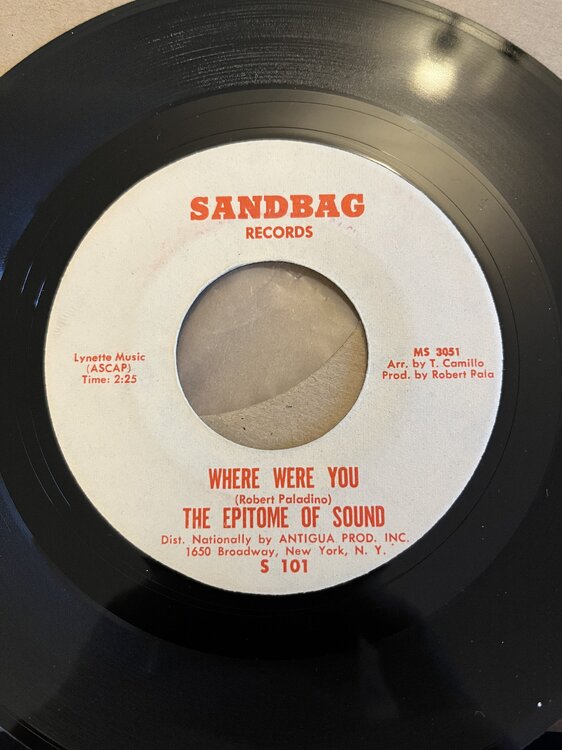 SANDBAG
RECORDS
Lynette Music
(ASCAP)
Time: 2:25
MS 3051
Arr. by T. Camillo
Prod. by Robert Pala
WHERE WERE YOU
(Robert Paladino)
THE EPITOME OF SOUND
Dist. Nationally by ANTIGUA PROD. INC.
1650 Broadway, New York, N. Y.
S 101